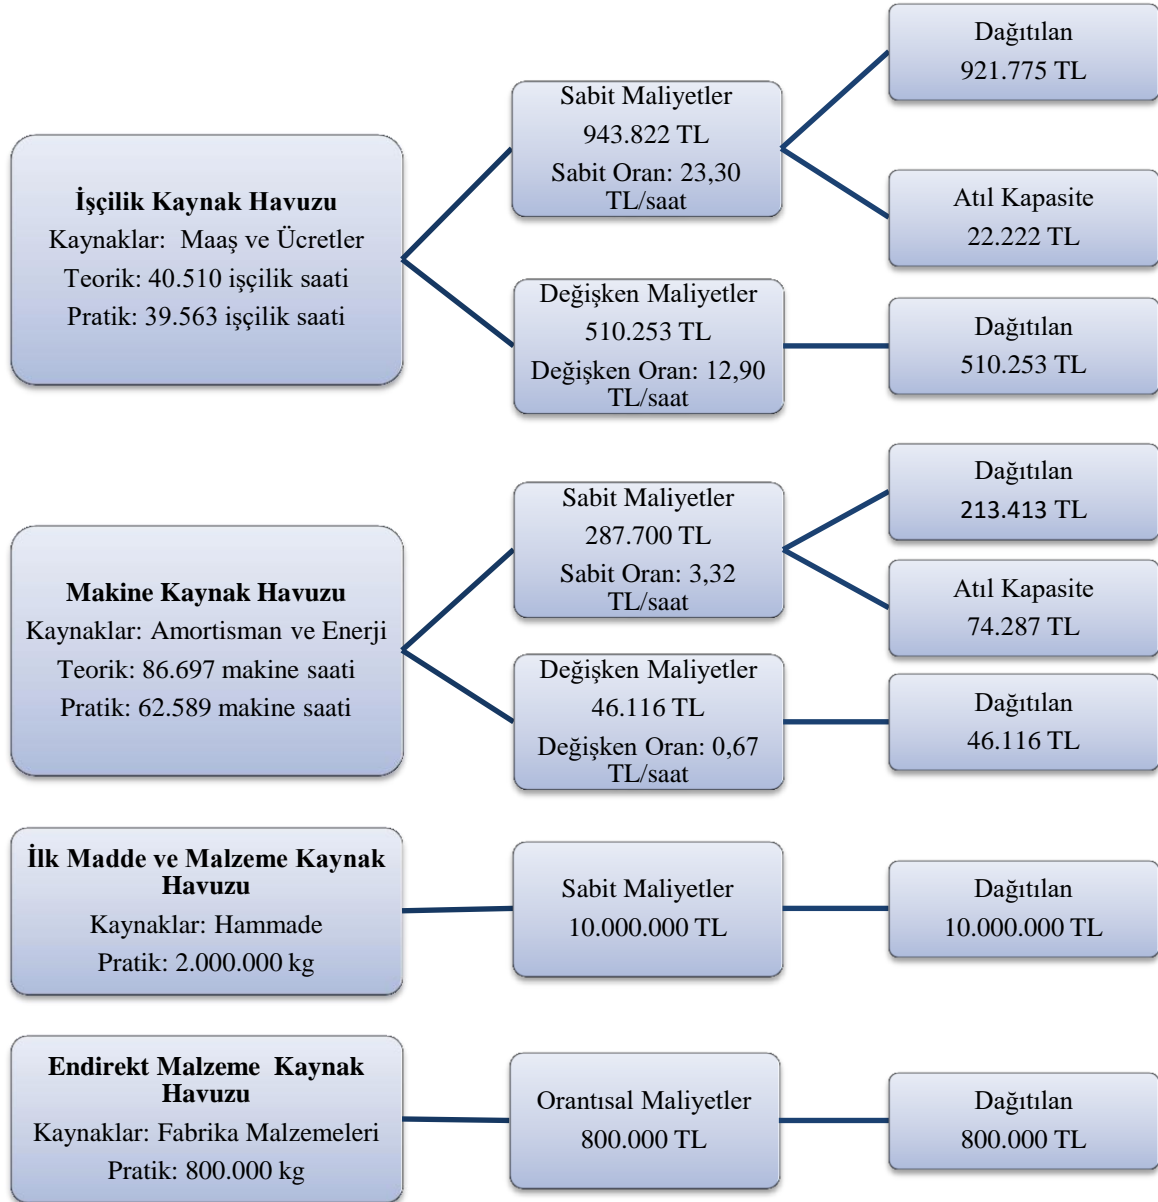 İşçilik Kaynak Havuzu
Kaynaklar: Maaş ve Ücretler
Teorik: 40.510 işçilik saati
Pratik: 39.563 işçilik saati
Sabit Maliyetler
943.822 TL
Sabit Oran: 23,30
TL/saat
Dağıtılan
921.775 TL
Atıl Kapasite
22.222 TL
Değişken Maliyetler
510.253 TL
Değişken Oran: 12,90
TL/saat
Dağıtılan
510.253 TL
Makine Kaynak Havuzu
Kaynaklar: Amortisman ve Enerji
Teorik: 86.697 makine saati
Pratik: 62.589 makine saati
Sabit Maliyetler
287.700 TL
Sabit Oran: 3,32
TL/saat
Dağıtılan
213.413 TL
Atıl Kapasite
74.287 TL
Değişken Maliyetler
46.116 TL
Değişken Oran: 0,67
TL/saat
Dağıtılan
46.116 TL
İlk Madde ve Malzeme Kaynak
Havuzu
Kaynaklar: Hammade
Pratik: 2.000.000 kg
Sabit Maliyetler
10.000.000 TL
Dağıtılan
10.000.000 TL
Endirekt Malzeme Kaynak
Havuzu
Kaynaklar: Fabrika Malzemeleri
Pratik: 800.000 kg
Orantısal Maliyetler
800.000 TL
Dağıtılan
800.000 TL